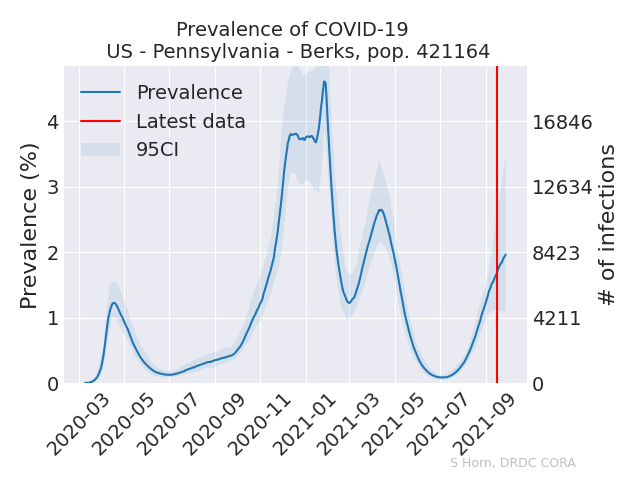 Prevalence of COVID-19
US - Pennsylvania - Berks, pop. 421164
Prevalence
Latest data
95CI
Prevalence (%)
4
3
2
1
0
16846
12634
8423
4211
0
# of infections
2020-03
2020-05
2020-07
2020-09
2020-11
2021-01
2021-03
2021-05
2021-07
2021-09
S Horn, DRDC CORA